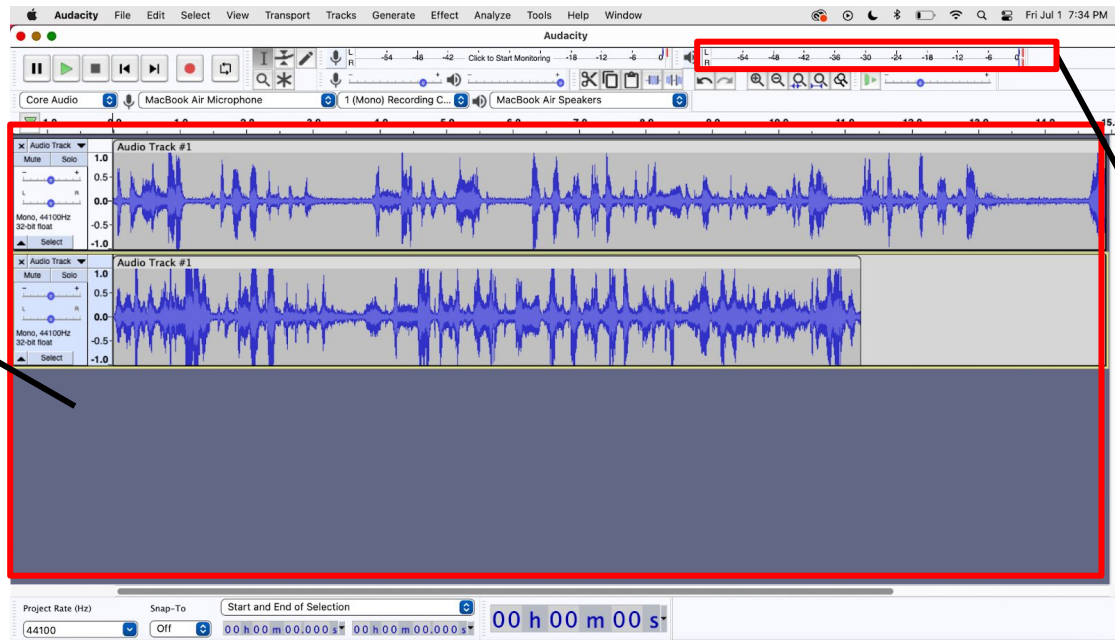 Audacity File Edit Select View Transport Tracks Generate Effect Analyze Tools Help Window Fri Jul 1 7:34 PM
Audacity
L R -54 -48 -42 Click to Start Monitoring -18 -12 -6 0 L R -54 -48 -42 -36 -30 -24 -18 -12 -6 0
- + - + - +
Core Audio MacBook Air Microphone 1 (Mono) Recording C... MacBook Air Speakers
Audio Track Audio Track #1
Mute Solo 1.0
- + 0.5
L R 0.0
Mono, 44100Hz -0.5
32-bit float
Select -1.0
Audio Track Audio Track #1
Mute Solo 1.0
- + 0.5
L R 0.0
Mono, 44100Hz -0.5
32-bit float
Select -1.0
Project Rate (Hz) Snap-To Start and End of Selection
44100 Off 00 h 00 m 00.000 s 00 h 00 m 00.000 s 00 h 00 m 00 s